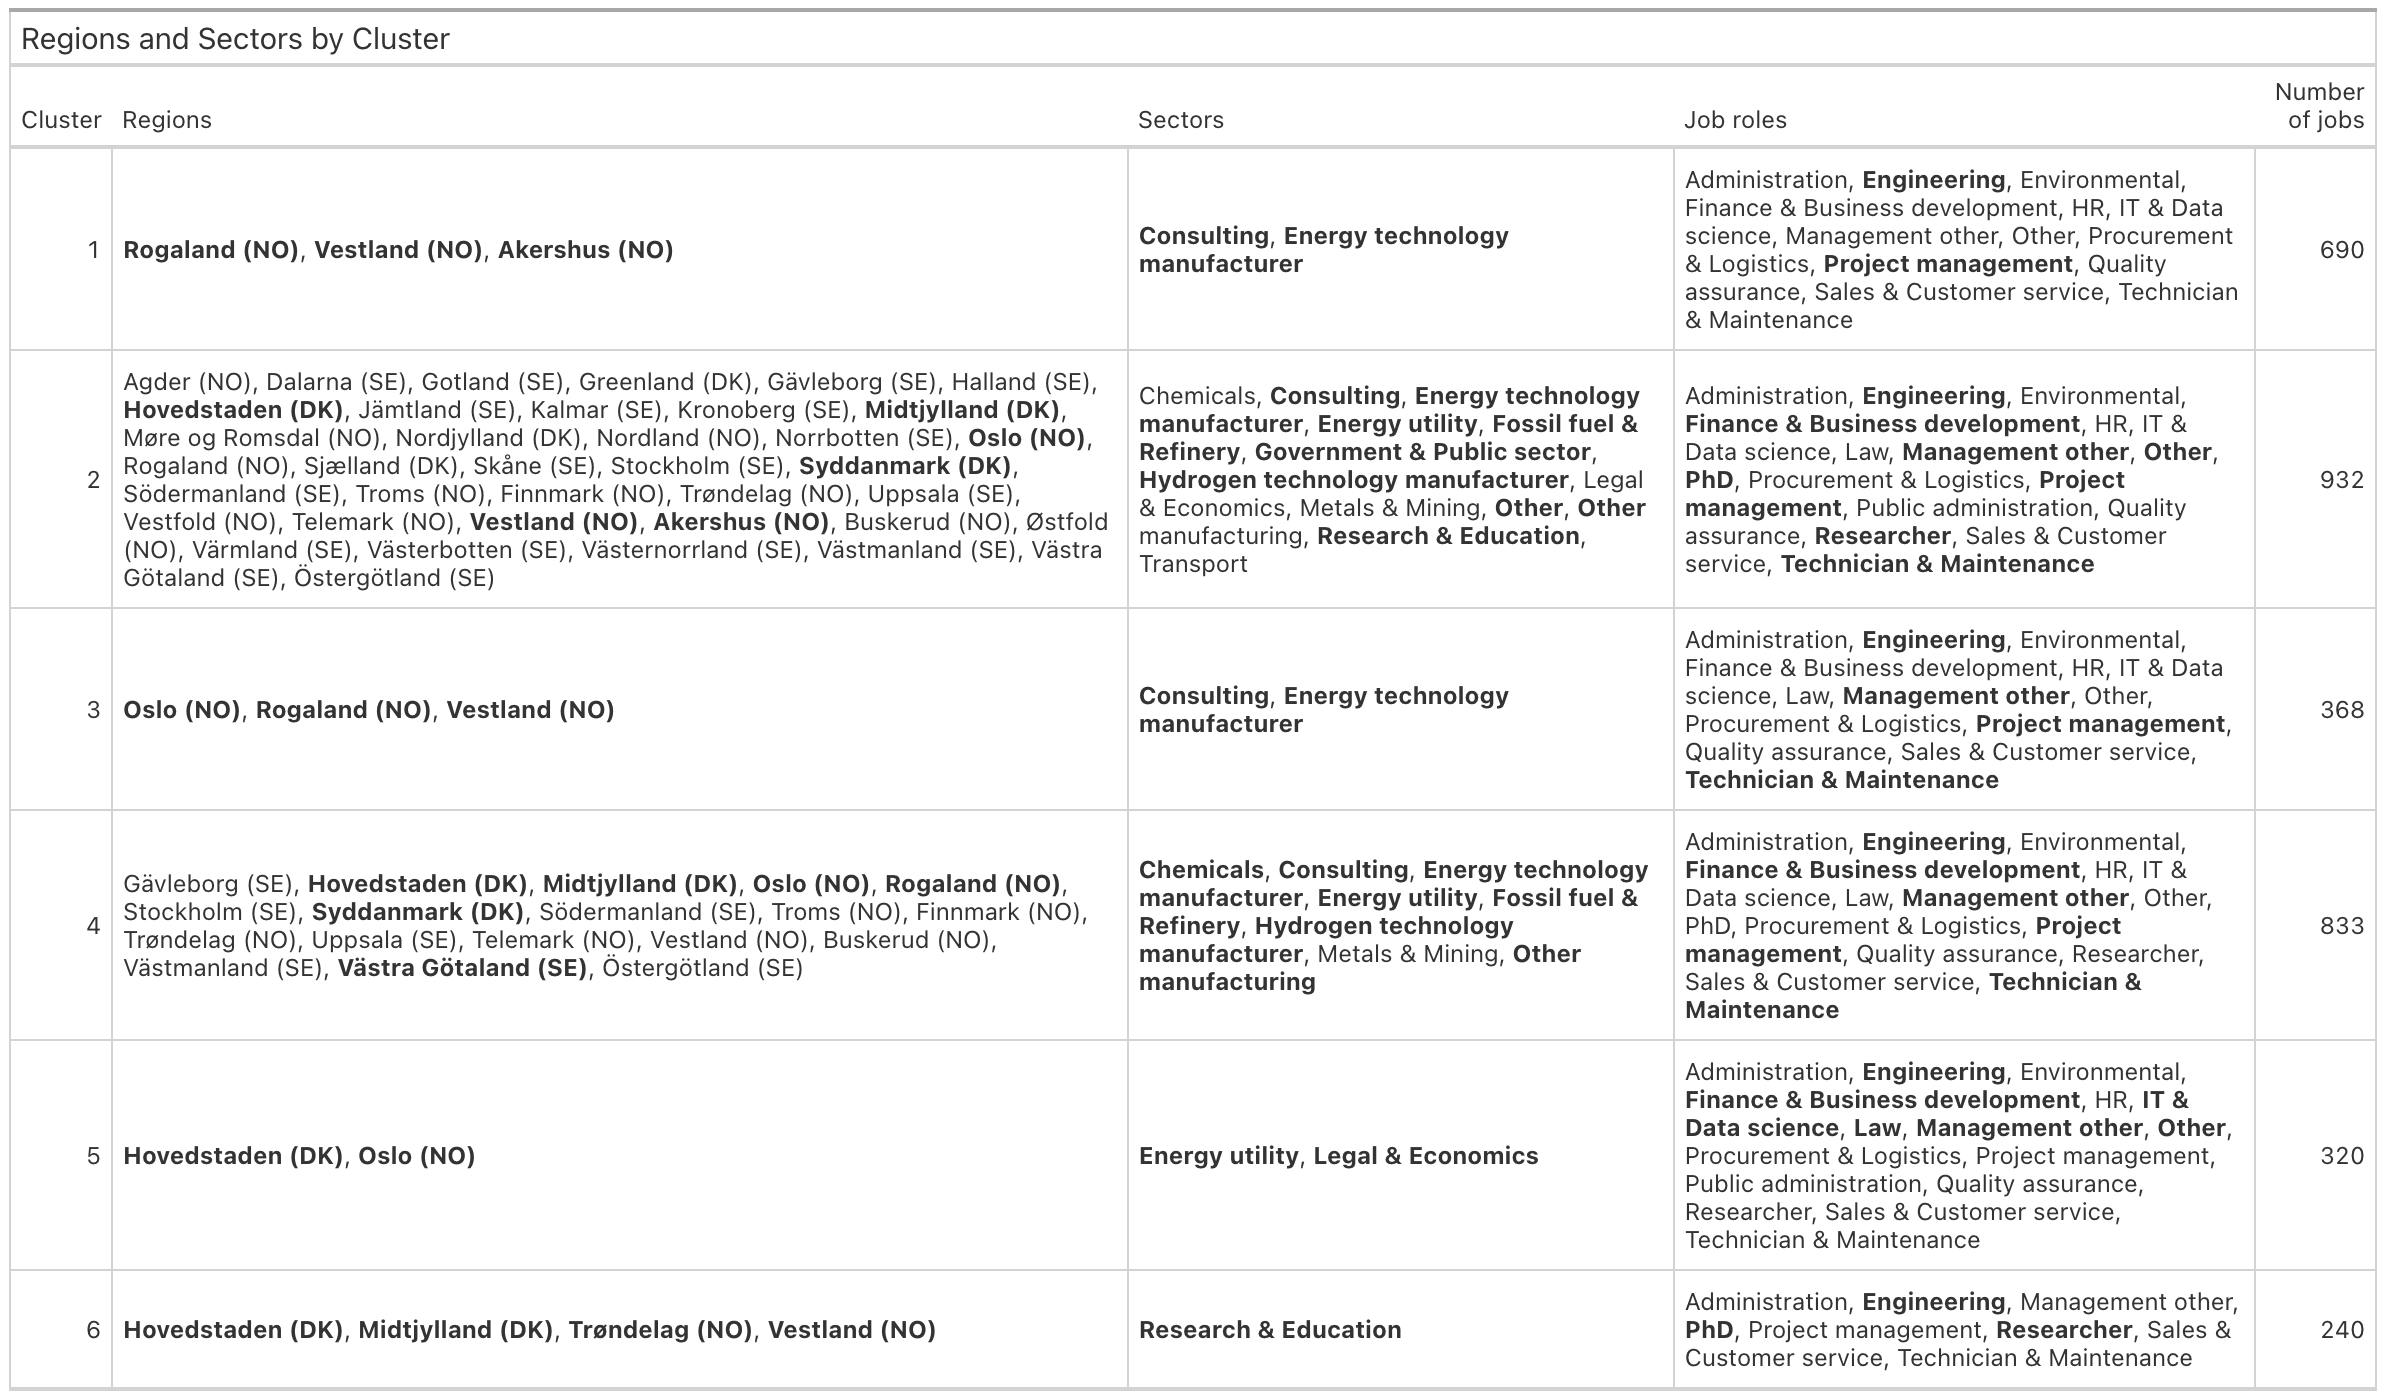 Regions and Sectors by Cluster
Cluster Regions Sectors Job roles Number of jobs
1
Rogaland (NO), Vestland (NO), Akershus (NO)
Consulting, Energy technology
manufacturer
Administration, Engineering, Environmental,
Finance & Business development, HR, IT & Data
science, Management other, Other, Procurement
& Logistics, Project management, Quality
assurance, Sales & Customer service, Technician
& Maintenance
690
2
Agder (NO), Dalarna (SE), Gotland (SE), Greenland (DK), Gävleborg (SE), Halland (SE),
Hovedstaden (DK), Jämtland (SE), Kalmar (SE), Kronoberg (SE), Midtjylland (DK),
Møre og Romsdal (NO), Nordjylland (DK), Nordland (NO), Norrbotten (SE), Oslo (NO),
Rogaland (NO), Sjælland (DK), Skåne (SE), Stockholm (SE), Syddanmark (DK),
Södermanland (SE), Troms (NO), Finnmark (NO), Trøndelag (NO), Uppsala (SE),
Vestfold (NO), Telemark (NO), Vestland (NO), Akershus (NO), Buskerud (NO), Østfold
(NO), Värmland (SE), Västerbotten (SE), Västernorrland (SE), Västmanland (SE), Västra
Götaland (SE), Östergötland (SE)
Chemicals, Consulting, Energy technology
manufacturer, Energy utility, Fossil fuel &
Refinery, Government & Public sector,
Hydrogen technology manufacturer, Legal
& Economics, Metals & Mining, Other, Other
manufacturing, Research & Education,
Transport
Administration, Engineering, Environmental,
Finance & Business development, HR, IT &
Data science, Law, Management other, Other,
PhD, Procurement & Logistics, Project
management, Public administration, Quality
assurance, Researcher, Sales & Customer
service, Technician & Maintenance
932
3
Oslo (NO), Rogaland (NO), Vestland (NO)
Consulting, Energy technology
manufacturer
Administration, Engineering, Environmental,
Finance & Business development, HR, IT & Data
science, Law, Management other, Other,
Procurement & Logistics, Project management,
Quality assurance, Sales & Customer service,
Technician & Maintenance
368
4
Gävleborg (SE), Hovedstaden (DK), Midtjylland (DK), Oslo (NO), Rogaland (NO),
Stockholm (SE), Syddanmark (DK), Södermanland (SE), Troms (NO), Finnmark (NO),
Trøndelag (NO), Uppsala (SE), Telemark (NO), Vestland (NO), Buskerud (NO),
Västmanland (SE), Västra Götaland (SE), Östergötland (SE)
Chemicals, Consulting, Energy technology
manufacturer, Energy utility, Fossil fuel &
Refinery, Hydrogen technology
manufacturer, Metals & Mining, Other
manufacturing
Administration, Engineering, Environmental,
Finance & Business development, HR, IT &
Data science, Law, Management other, Other,
PhD, Procurement & Logistics, Project
management, Quality assurance, Researcher,
Sales & Customer service, Technician &
Maintenance
833
5
Hovedstaden (DK), Oslo (NO)
Energy utility, Legal & Economics
Administration, Engineering, Environmental,
Finance & Business development, HR, IT &
Data science, Law, Management other, Other,
Procurement & Logistics, Project management,
Public administration, Quality assurance,
Researcher, Sales & Customer service,
Technician & Maintenance
320
6
Hovedstaden (DK), Midtjylland (DK), Trøndelag (NO), Vestland (NO)
Research & Education
Administration, Engineering, Management other,
PhD, Project management, Researcher, Sales &
Customer service, Technician & Maintenance
240